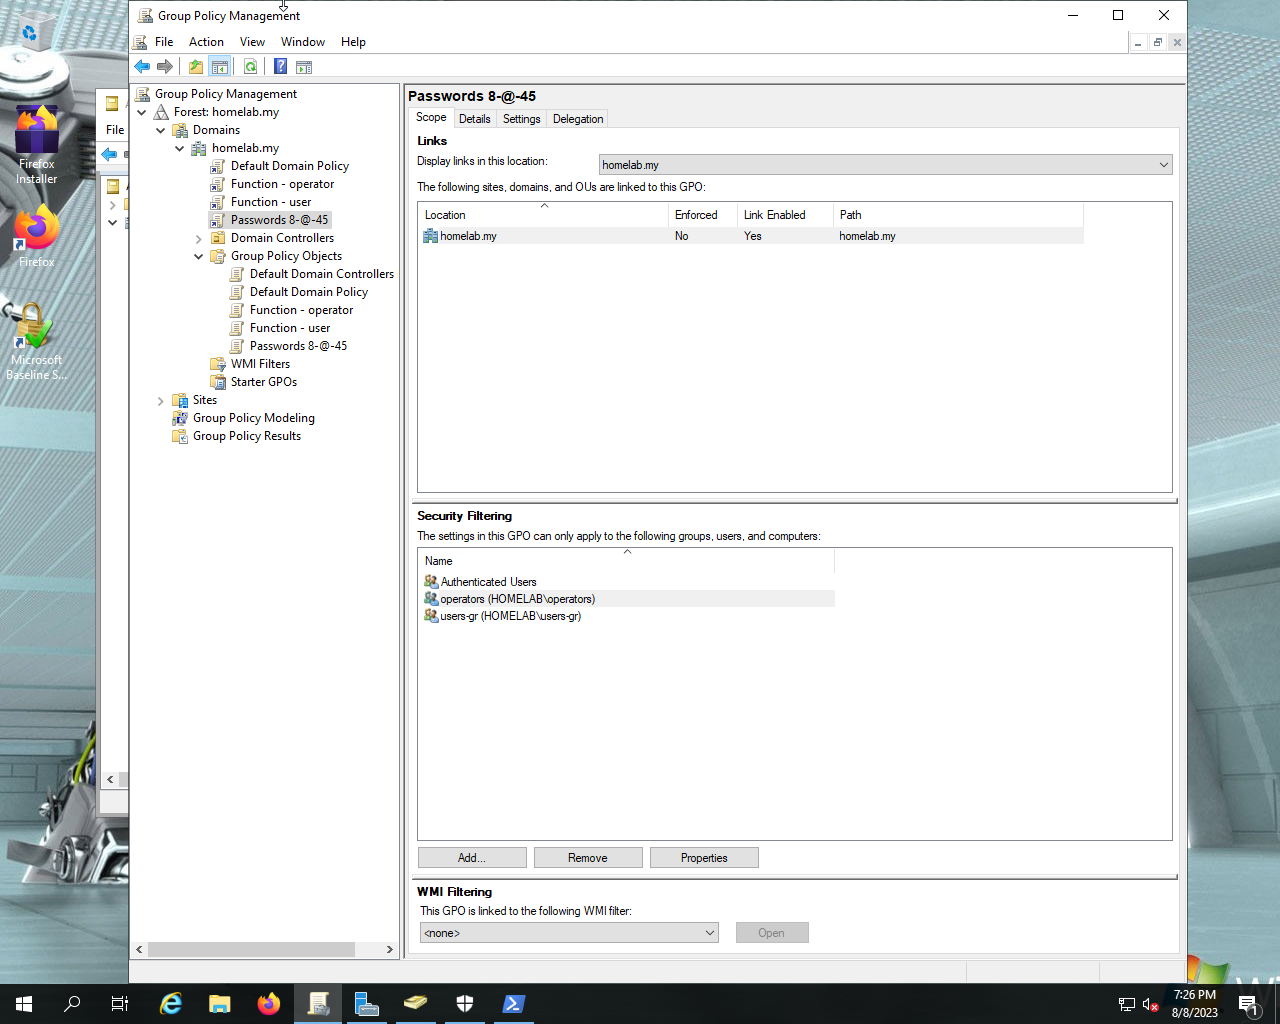 Group Policy Management
File Action View Window Help
Group Policy Management
Forest: homelab.my
Domains
homelab.my
Default Domain Policy
Function - operator
Function - user
Passwords 8-@-45
Domain Controllers
Group Policy Objects
Default Domain Controllers
Default Domain Policy
Function - operator
Function - user
Passwords 8-@-45
WMI Filters
Starter GPOs
Sites
Group Policy Modeling
Group Policy Results
Passwords 8-@-45
Scope Details Settings Delegation
Links
Display links in this location: homelab.my
The following sites, domains, and OUs are linked to this GPO:
Location Enforced Link Enabled Path
homelab.my No Yes homelab.my
Security Filtering
The settings in this GPO can only apply to the following groups, users, and computers:
Name
Authenticated Users
operators (HOMELAB\operators)
users-gr (HOMELAB\users-gr)
Add... Remove Properties
WMI Filtering
This GPO is linked to the following WMI filter:
<none> Open
File
Firefox
Installer
Firefox
Microsoft
Baseline S...
7:26 PM
8/8/2023
1